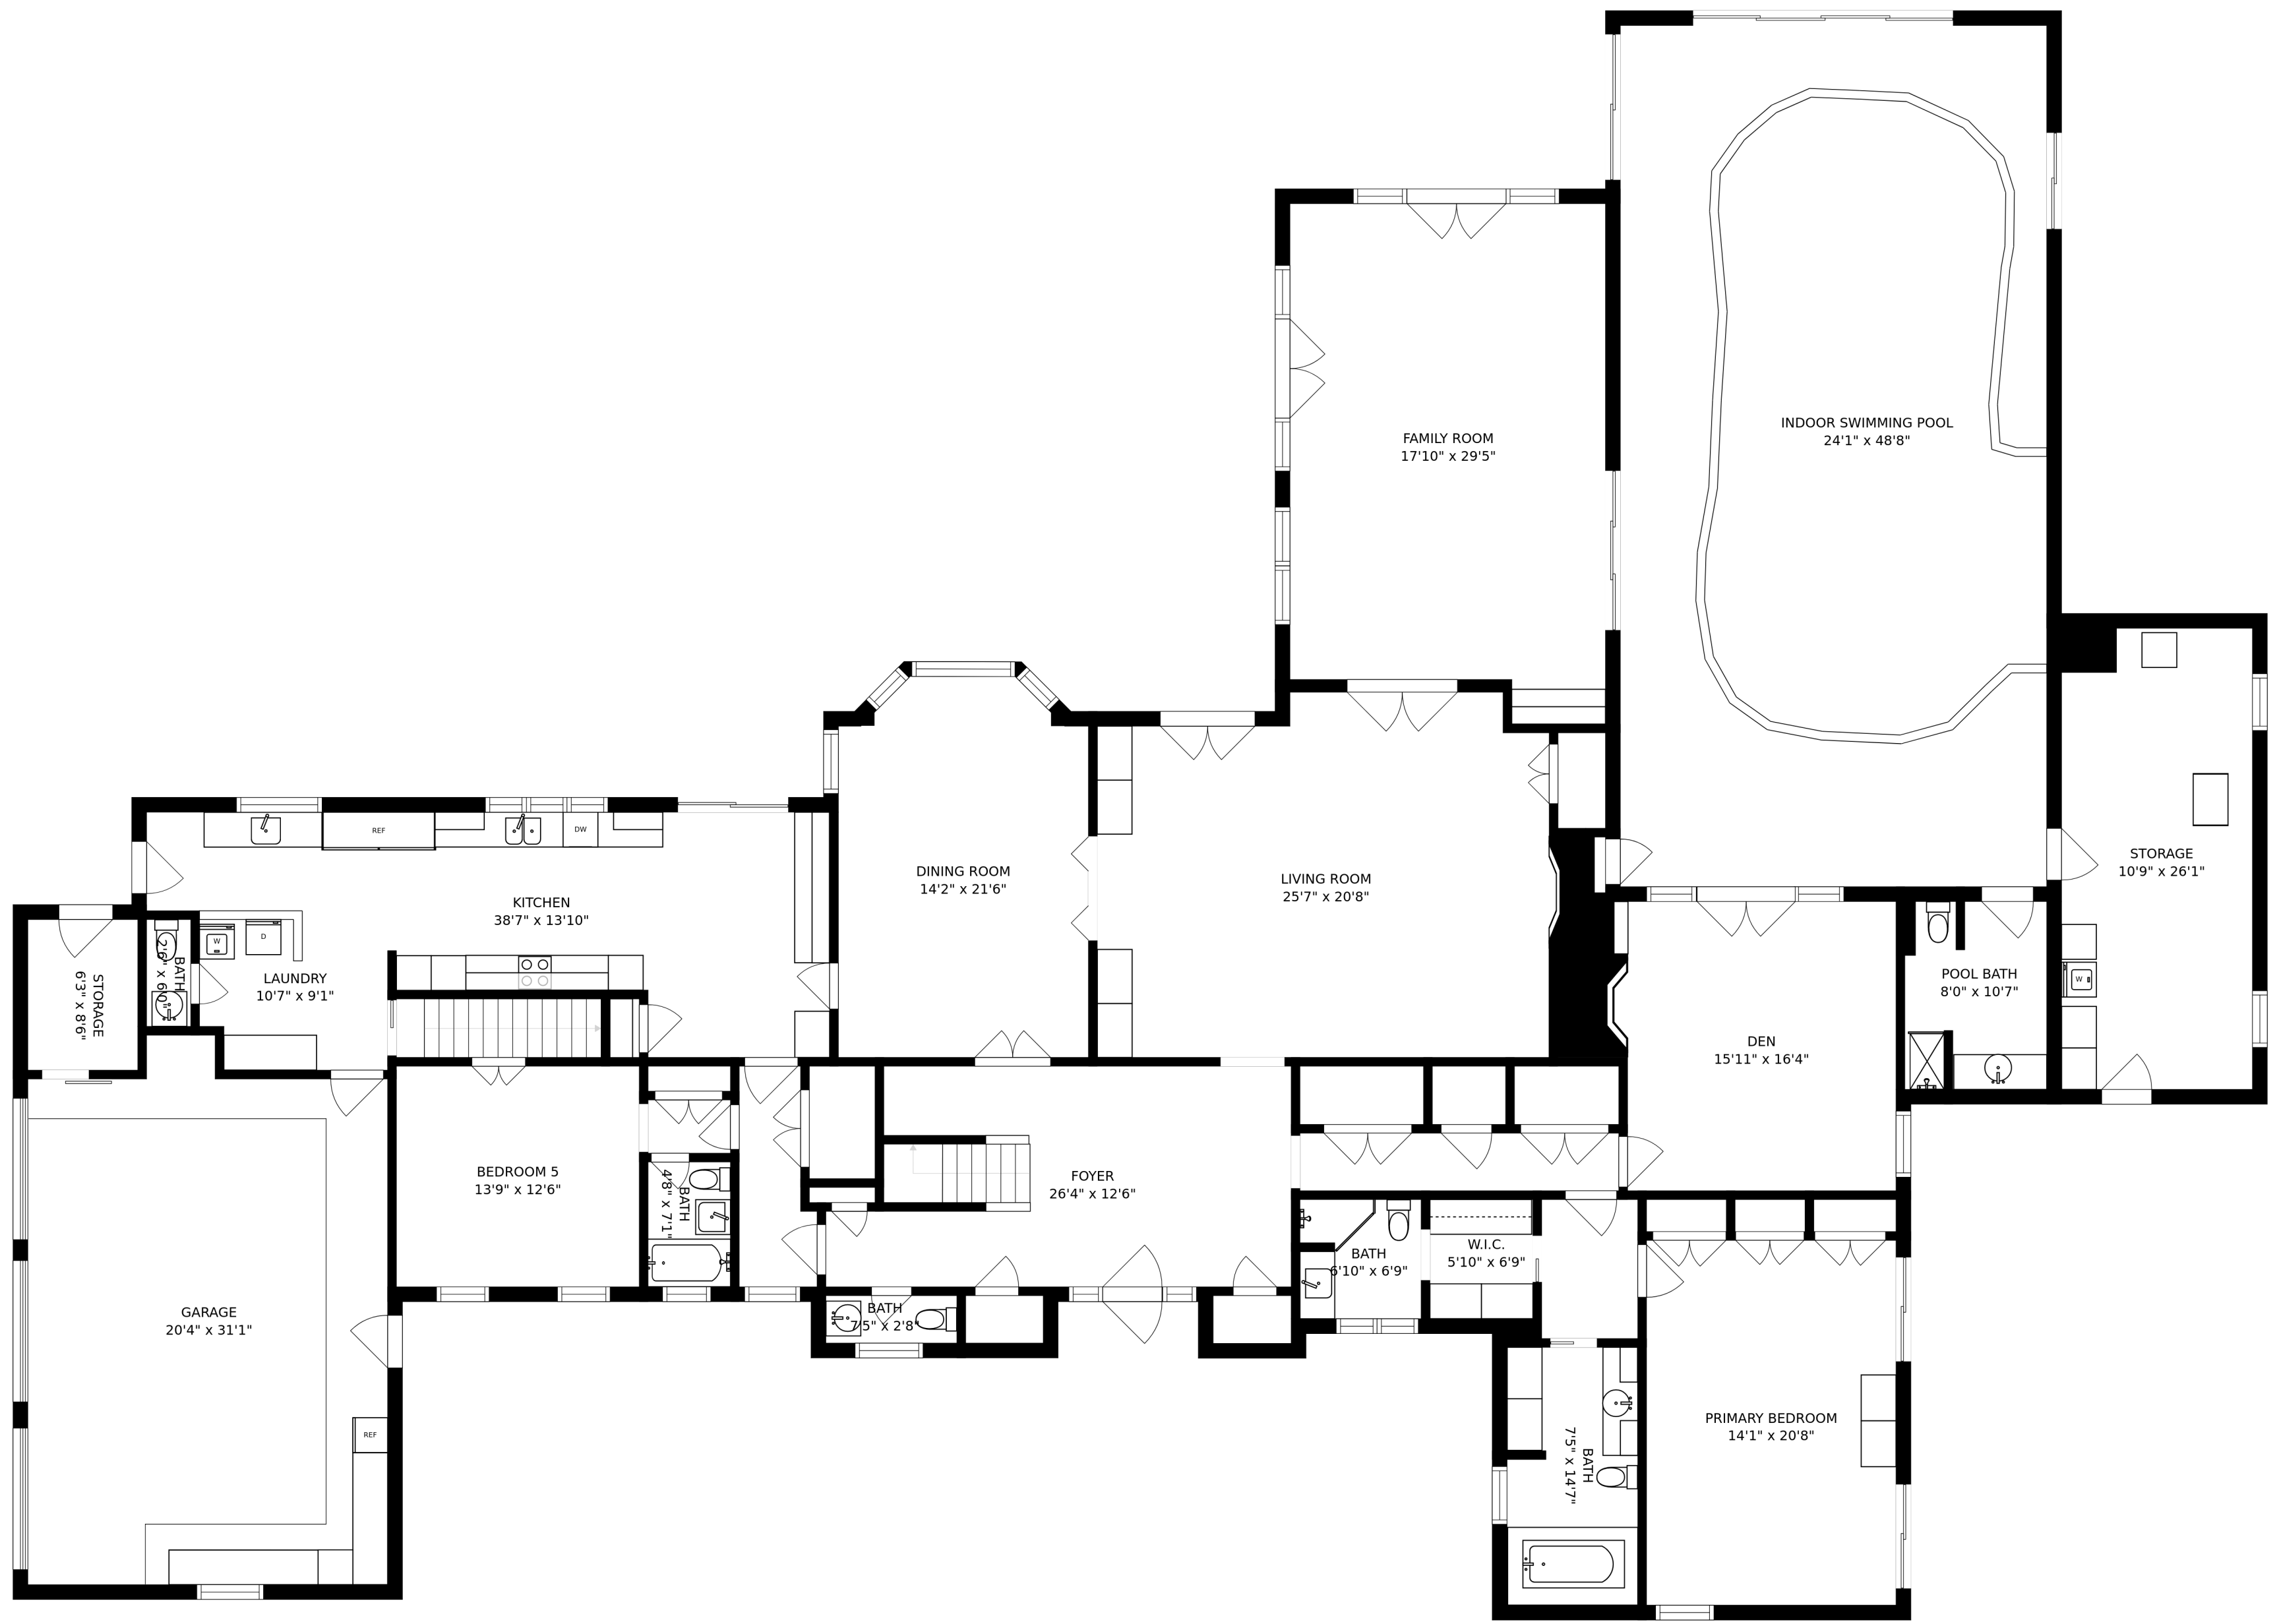 INDOOR SWIMMING POOL
24'1" x 48'8"
FAMILY ROOM
17'10" x 29'5"
REF
DW
KITCHEN
38'7" x 13'10"
DINING ROOM
14'2" x 21'6"
LIVING ROOM
25'7" x 20'8"
STORAGE
10'9" x 26'1"
STORAGE
6'3" x 8'6"
BATH
2'6" x 6'0"
W
D
LAUNDRY
10'7" x 9'1"
DEN
15'11" x 16'4"
POOL BATH
8'0" x 10'7"
W
BEDROOM 5
13'9" x 12'6"
BATH
4'8" x 7'1"
FOYER
26'4" x 12'6"
BATH
6'10" x 6'9"
W.I.C.
5'10" x 6'9"
GARAGE
20'4" x 31'1"
BATH
7'5" x 2'8"
REF
BATH
7'5" x 14'7"
PRIMARY BEDROOM
14'1" x 20'8"